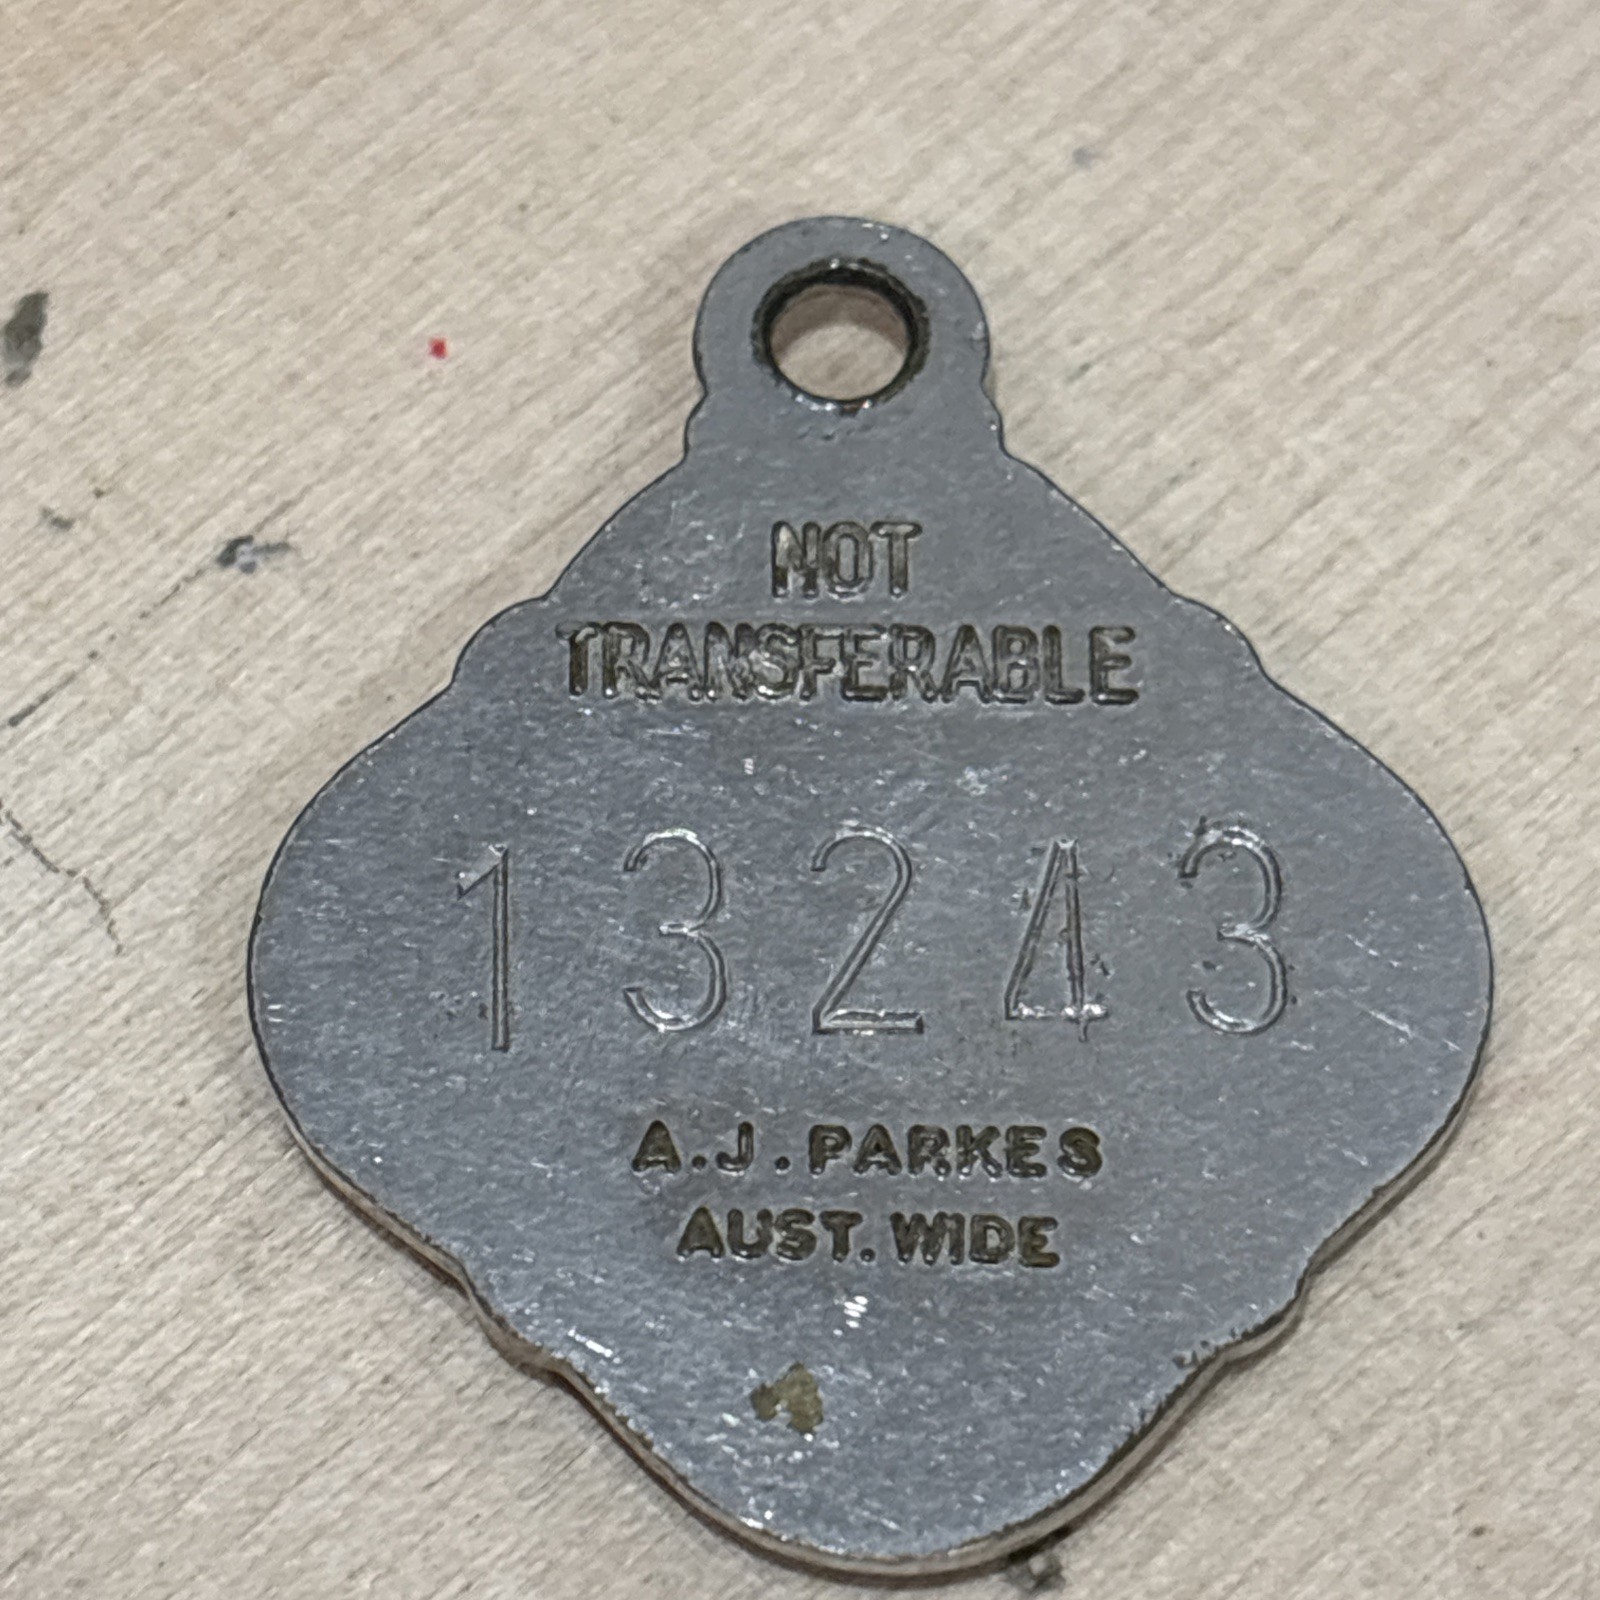 NOT
TRANSFERABLE
13243
A.J. PARKES
AUST. WIDE